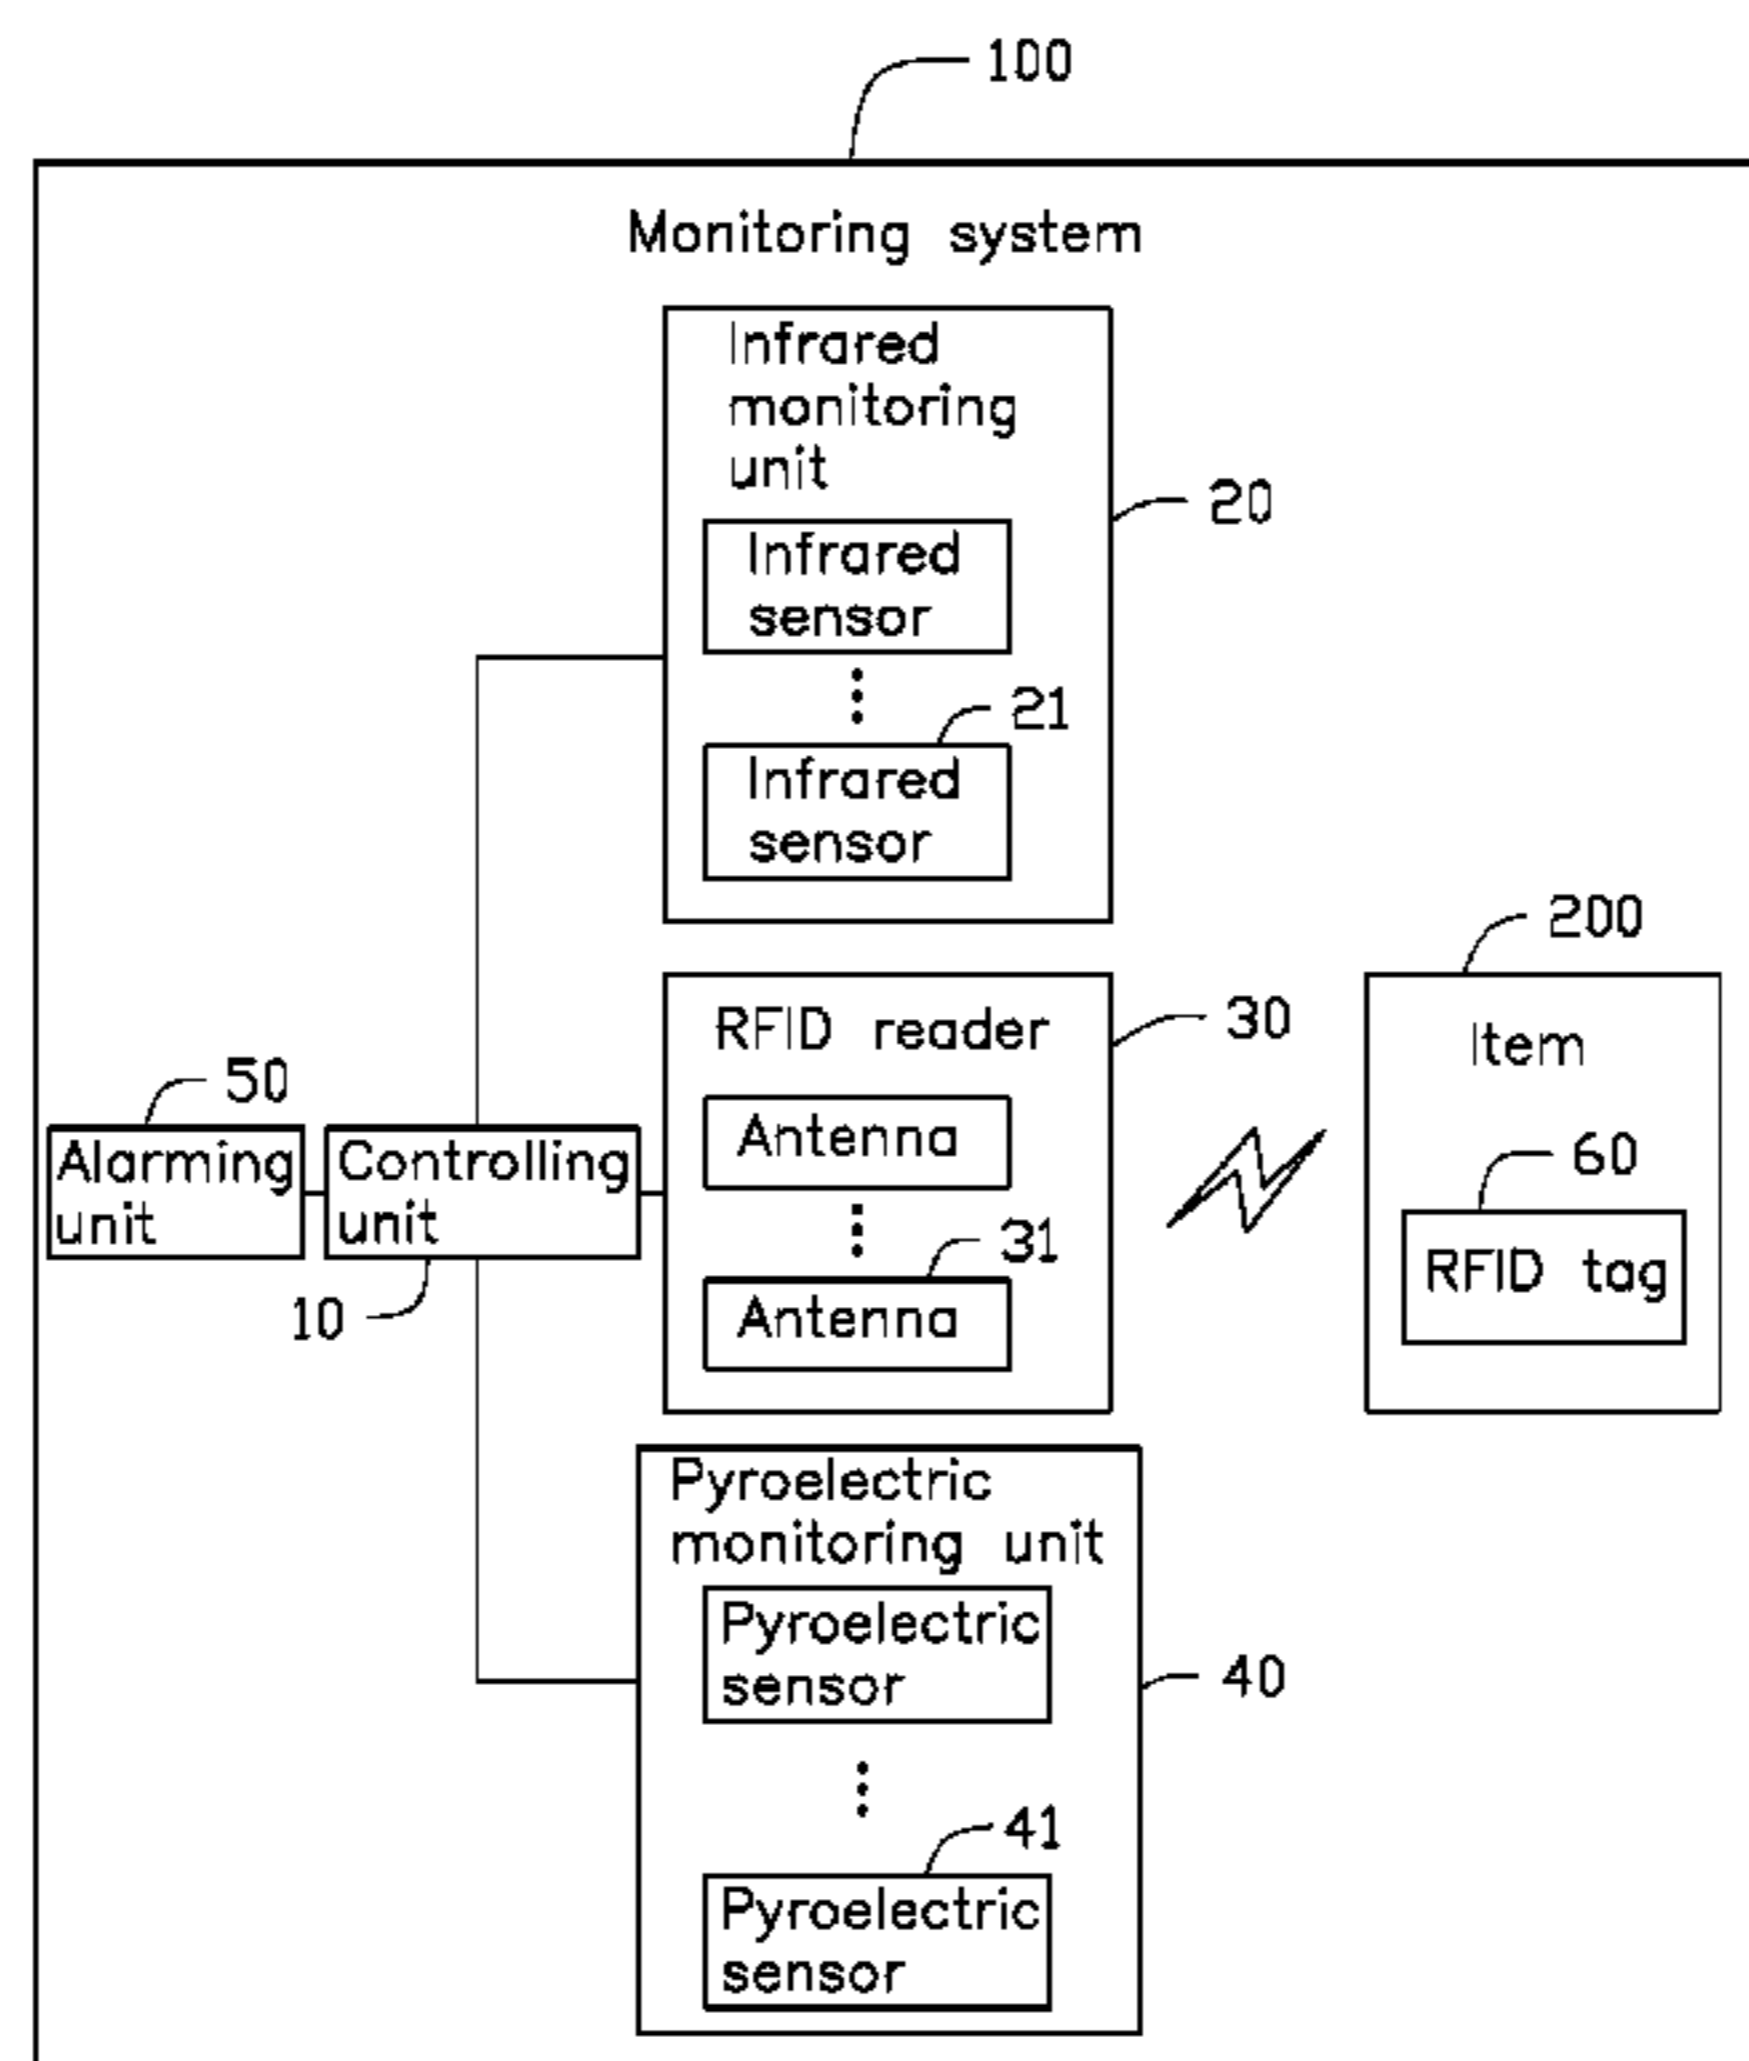 100
Monitoring system
Infrared
monitoring
unit
20
Infrared
sensor
21
Infrared
sensor
200
RFID reader
30
Item
50
Antenna
60
Alarming
unit
Controlling
unit
31
RFID tag
10
Antenna
Pyroelectric
monitoring unit
Pyroelectric
sensor
40
41
Pyroelectric
sensor